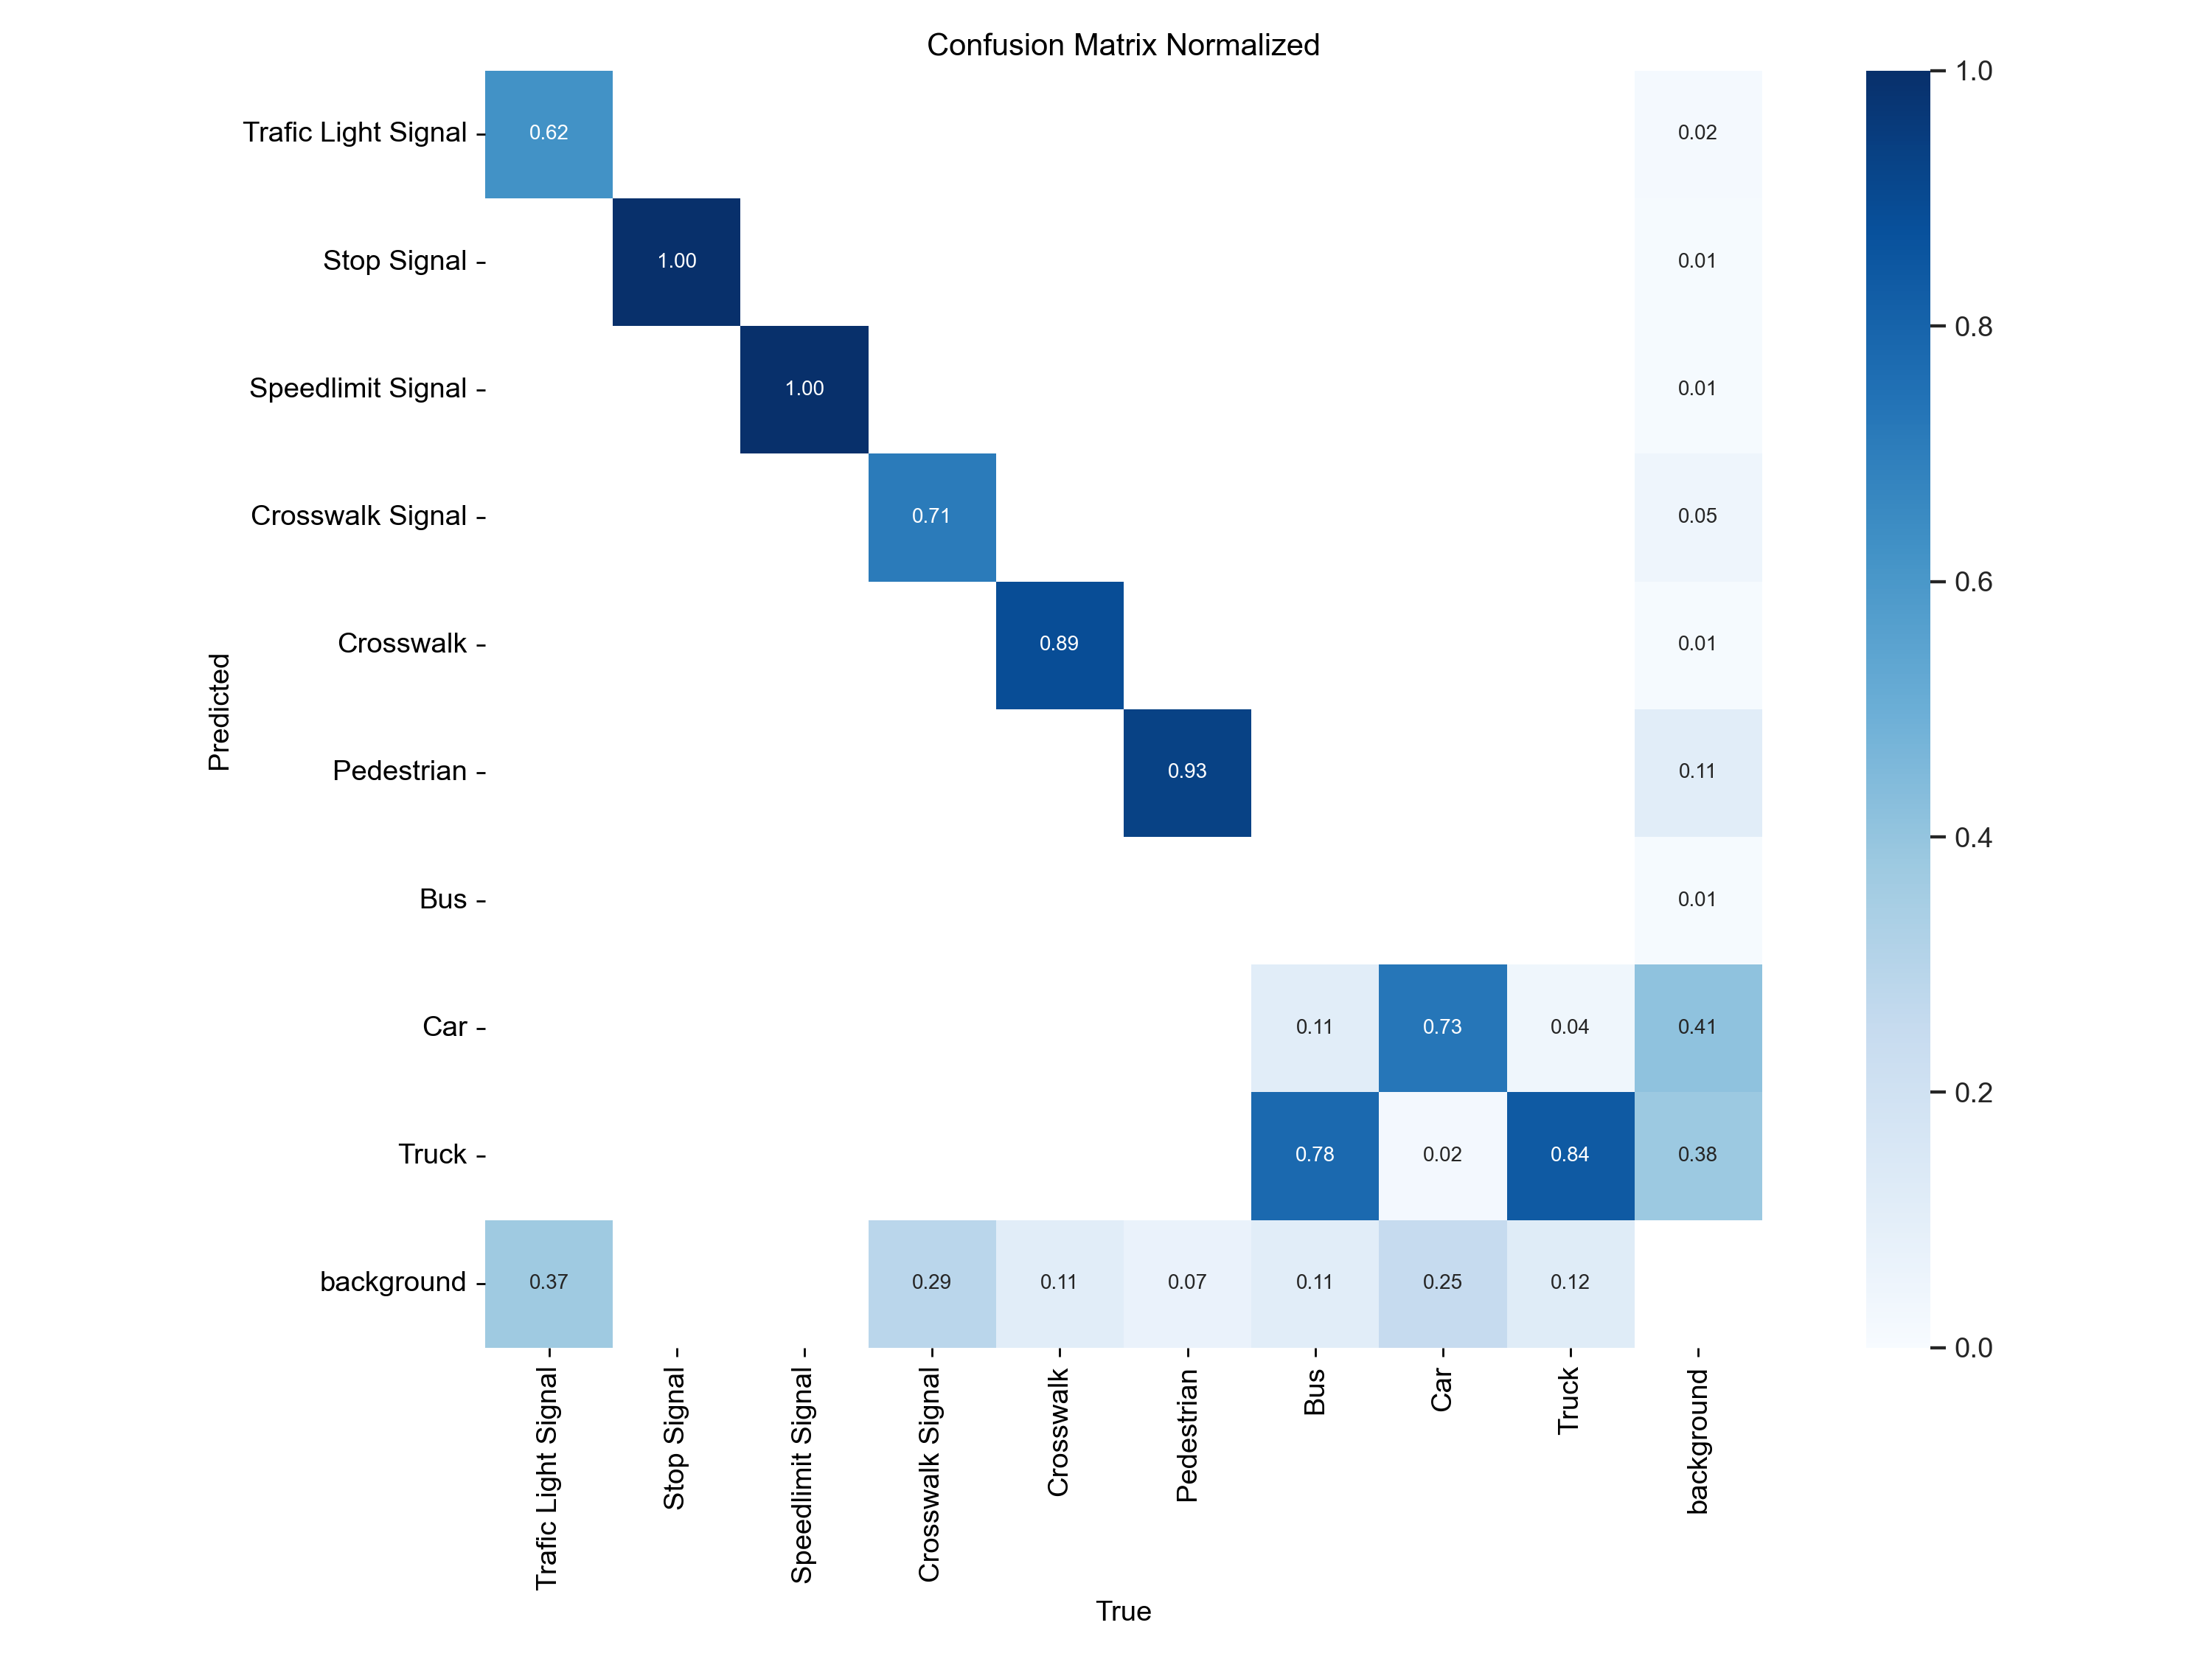 Confusion Matrix Normalized
Trafic Light Signal
0.62
0.02
Stop Signal
1.00
0.01
Speedlimit Signal
1.00
0.01
Crosswalk Signal
0.71
0.05
Crosswalk
0.89
0.01
Pedestrian
0.93
0.11
Bus
0.01
Car
0.11
0.73
0.04
0.41
Truck
0.78
0.02
0.84
0.38
background
0.37
0.29
0.11
0.07
0.11
0.25
0.12
Predicted
Trafic Light Signal
Stop Signal
Speedlimit Signal
Crosswalk Signal
Crosswalk
Pedestrian
Bus
Car
Truck
background
True
1.0
0.8
0.6
0.4
0.2
0.0